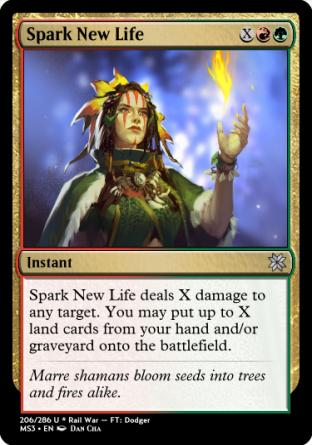 Spark New Life X
Instant
Spark New Life deals X damage to
any target. You may put up to X
land cards from your hand and/or
graveyard onto the battlefield.
Marre shamans bloom seeds into trees
and fires alike.
206/286 U * Rail War — FT: Dodger
MS3 • EN Dan Cha